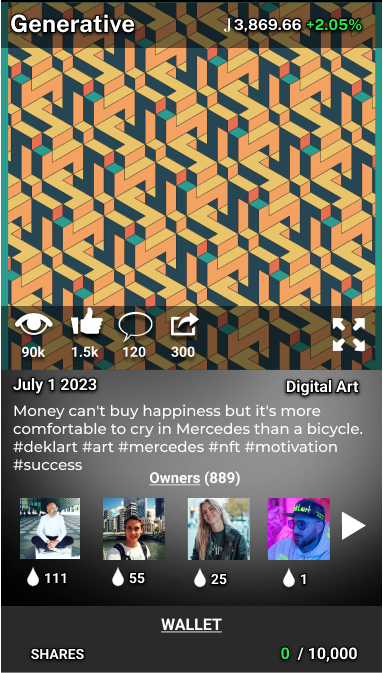 Generative
J 3,869.66 +2.05%
90k 1.5k 120 300
July 1 2023
Digital Art
Money can't buy happiness but it's more
comfortable to cry in Mercedes than a bicycle.
#deklart #art #mercedes #nft #motivation
#success
Owners (889)
111 55 25 1
WALLET
SHARES 0 / 10,000